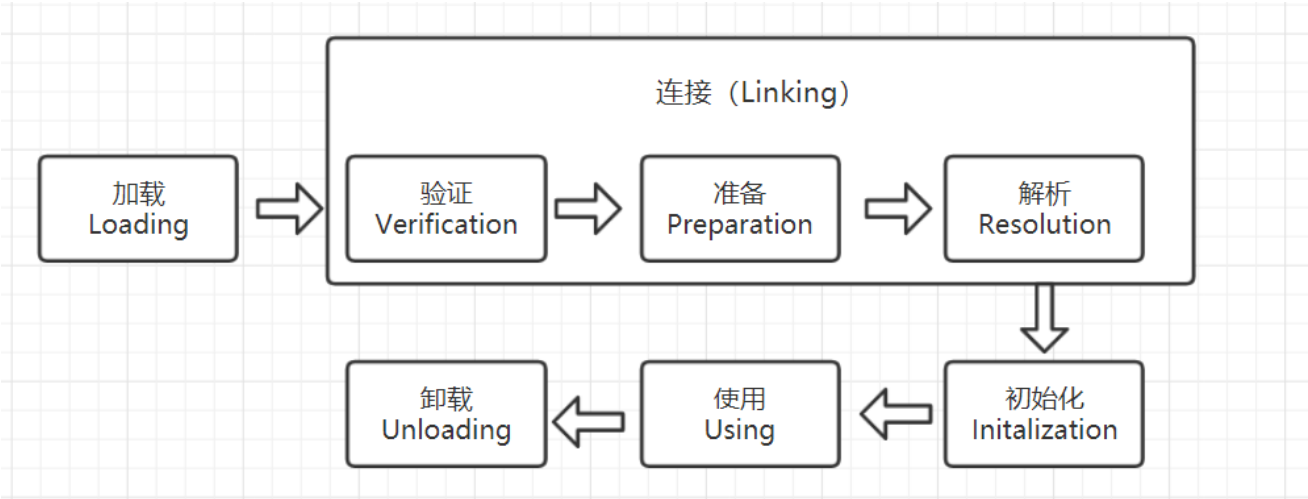 连接（Linking）
加载
Loading
验证
Verification
准备
Preparation
解析
Resolution
初始化
Initalization
使用
Using
卸载
Unloading